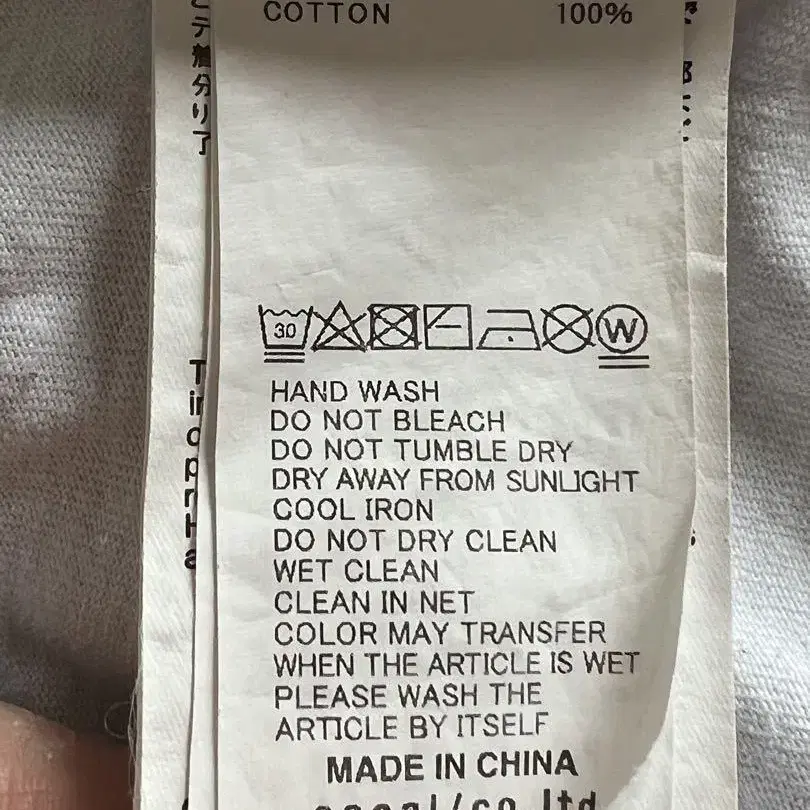 COTTON 100%
30
W
HAND WASH
DO NOT BLEACH
DO NOT TUMBLE DRY
DRY AWAY FROM SUNLIGHT
COOL IRON
DO NOT DRY CLEAN
WET CLEAN
CLEAN IN NET
COLOR MAY TRANSFER
WHEN THE ARTICLE IS WET
PLEASE WASH THE
ARTICLE BY ITSELF
MADE IN CHINA